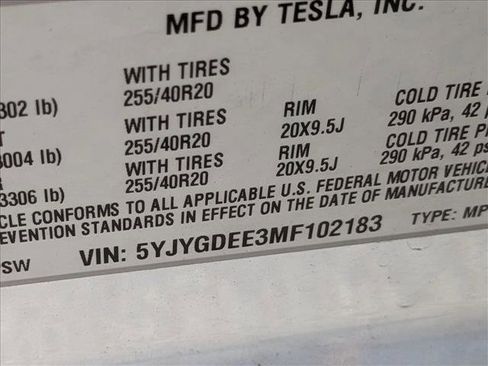 MFD BY TESLA, INC.
WITH TIRES
302 lb) 255/40R20 RIM COLD TIRE
WITH TIRES 20X9.5J 290 kPa, 42 p
3004 lb) 255/40R20 RIM COLD TIRE P
WITH TIRES 20X9.5J 290 kPa, 42 ps
3306 lb) 255/40R20
CLE CONFORMS TO ALL APPLICABLE U.S. FEDERAL MOTOR VEHIC
EVENTION STANDARDS IN EFFECT ON THE DATE OF MANUFACTURE
SW VIN: 5YJYGDEE3MF102183 TYPE: MP